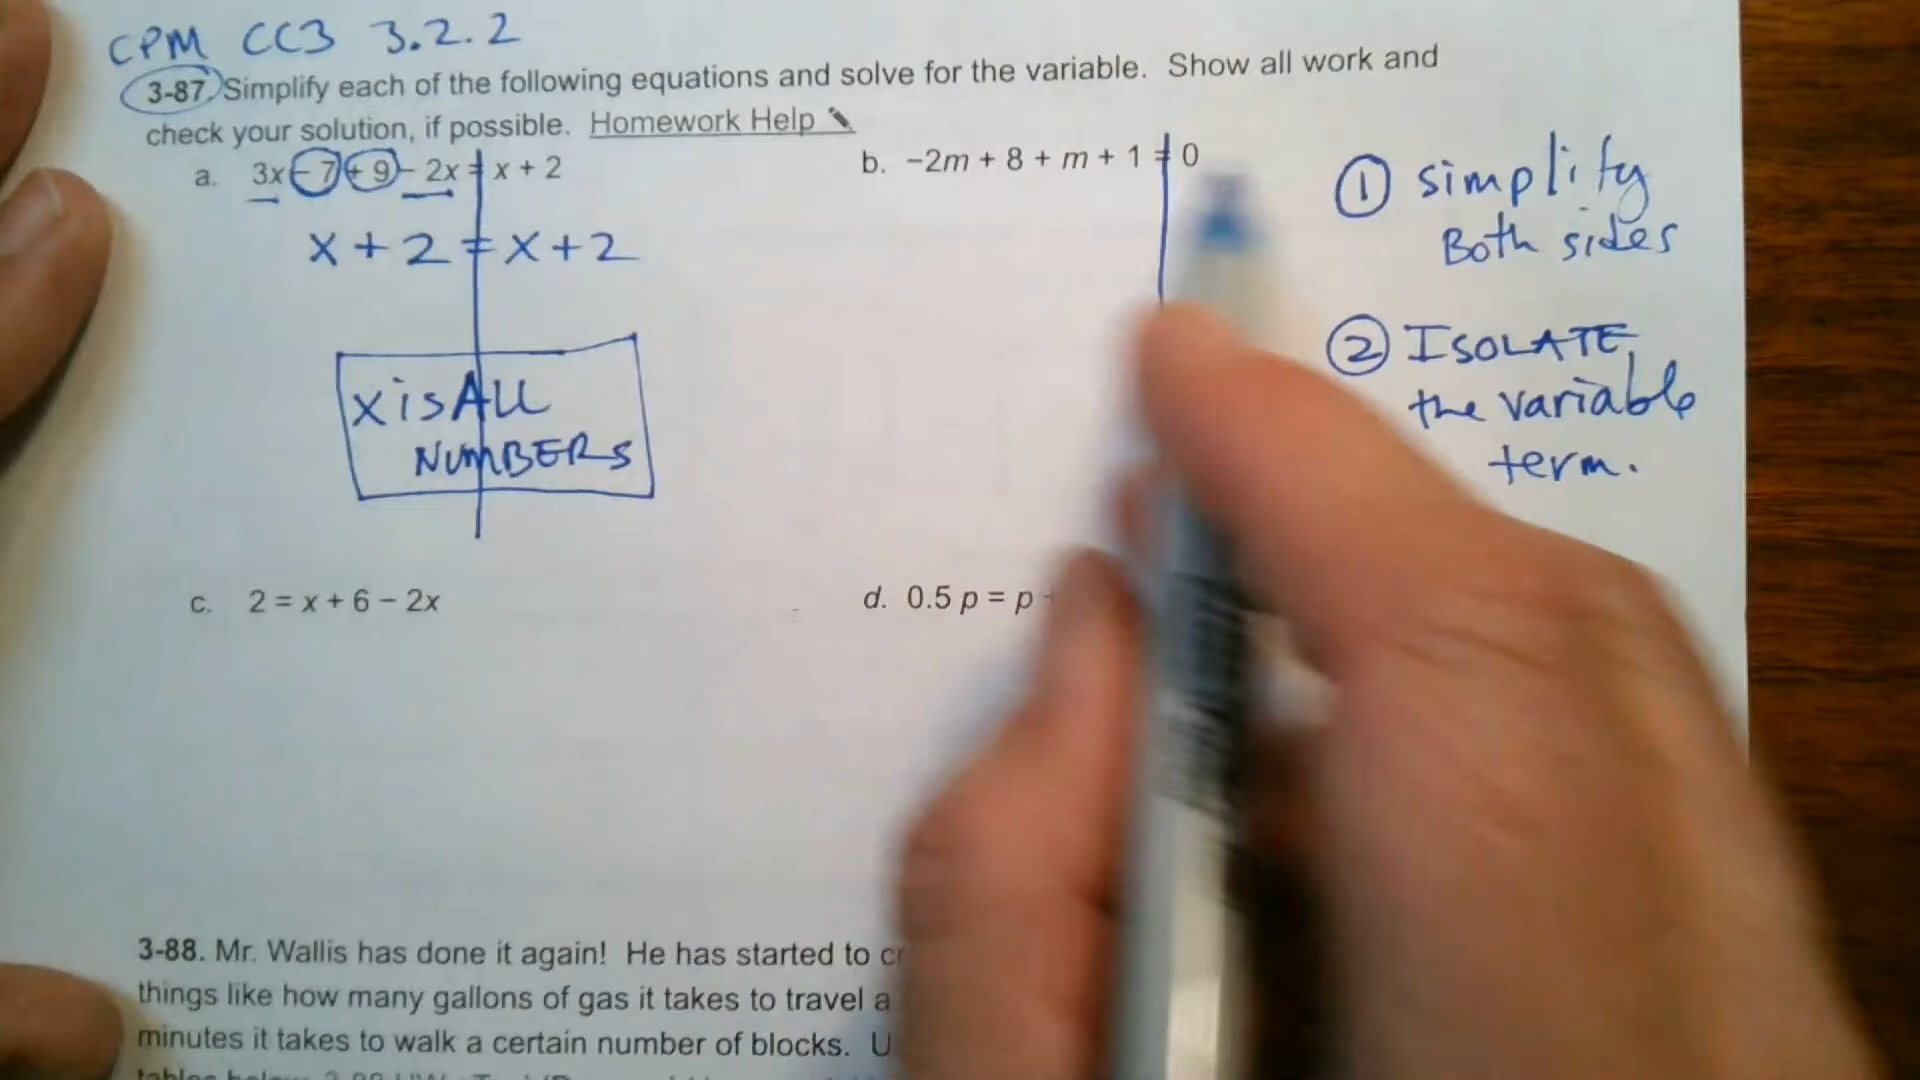 CPM CC3 3.2.2
3-87. Simplify each of the following equations and solve for the variable. Show all work and
check your solution, if possible. Homework Help
a. 3x - 7 + 9 - 2x = x + 2
x + 2 = x + 2
x is All
NUMBERS
b. -2m + 8 + m + 1 = 0
① simplify
Both sides
② ISOLATE
the variable
term.
c. 2 = x + 6 - 2x
d. 0.5 p = p
3-88. Mr. Wallis has done it again! He has started to
things like how many gallons of gas it takes to travel a
minutes it takes to walk a certain number of blocks.